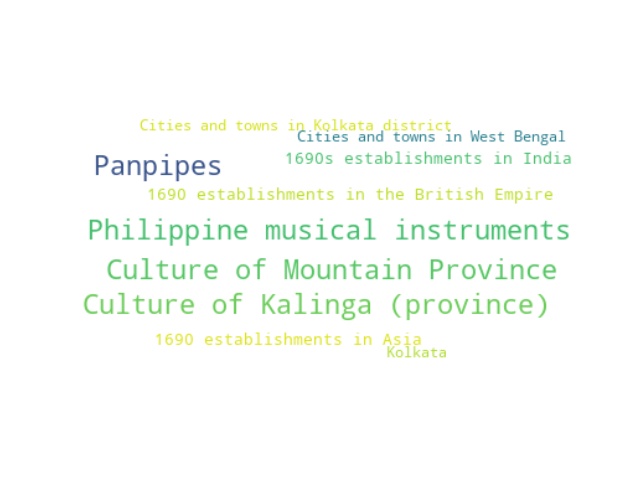 Cities and towns in Kolkata district
Cities and towns in West Bengal
Panpipes
1690s establishments in India
1690 establishments in the British Empire
Philippine musical instruments
Culture of Mountain Province
Culture of Kalinga (province)
1690 establishments in Asia
Kolkata